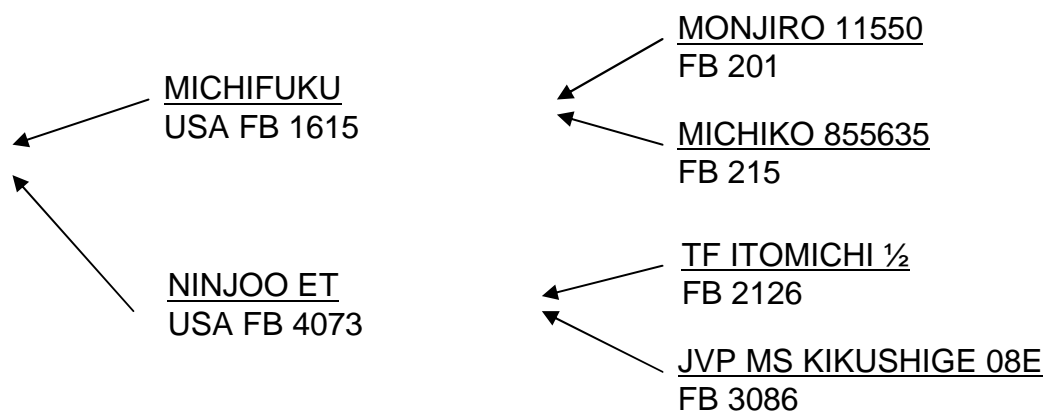 MONJIRO 11550
FB 201
MICHIFUKU
USA FB 1615
MICHIKO 855635
FB 215
TF ITOMICHI ½
FB 2126
NINJOO ET
USA FB 4073
JVP MS KIKUSHIGE 08E
FB 3086